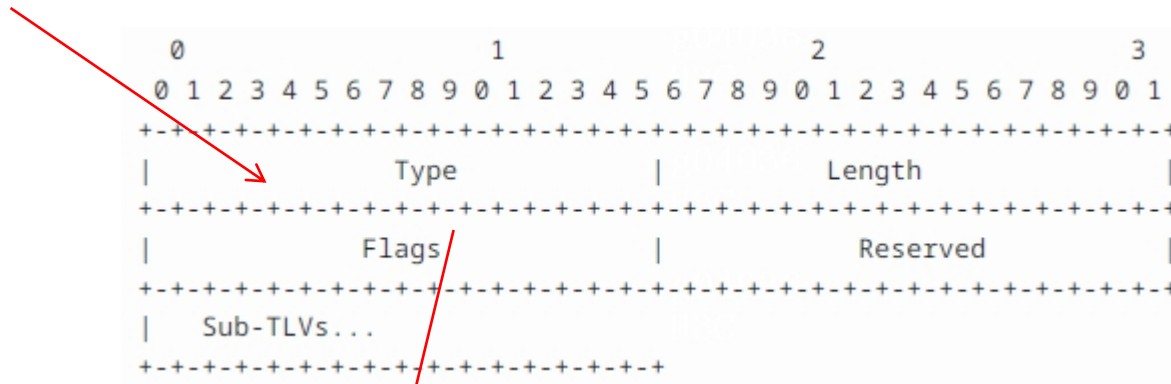 0                   1                   2                   3
0 1 2 3 4 5 6 7 8 9 0 1 2 3 4 5 6 7 8 9 0 1 2 3 4 5 6 7 8 9 0 1
+-+-+-+-+-+-+-+-+-+-+-+-+-+-+-+-+-+-+-+-+-+-+-+-+-+-+-+-+-+-+-+-+
|               Type            |          Length               |
+-+-+-+-+-+-+-+-+-+-+-+-+-+-+-+-+-+-+-+-+-+-+-+-+-+-+-+-+-+-+-+-+
|             Flags             |            Reserved           |
+-+-+-+-+-+-+-+-+-+-+-+-+-+-+-+-+-+-+-+-+-+-+-+-+-+-+-+-+-+-+-+-+
|   Sub-TLVs...
+-+-+-+-+-+-+-+-+-+-+-+-+-+-+-+-+